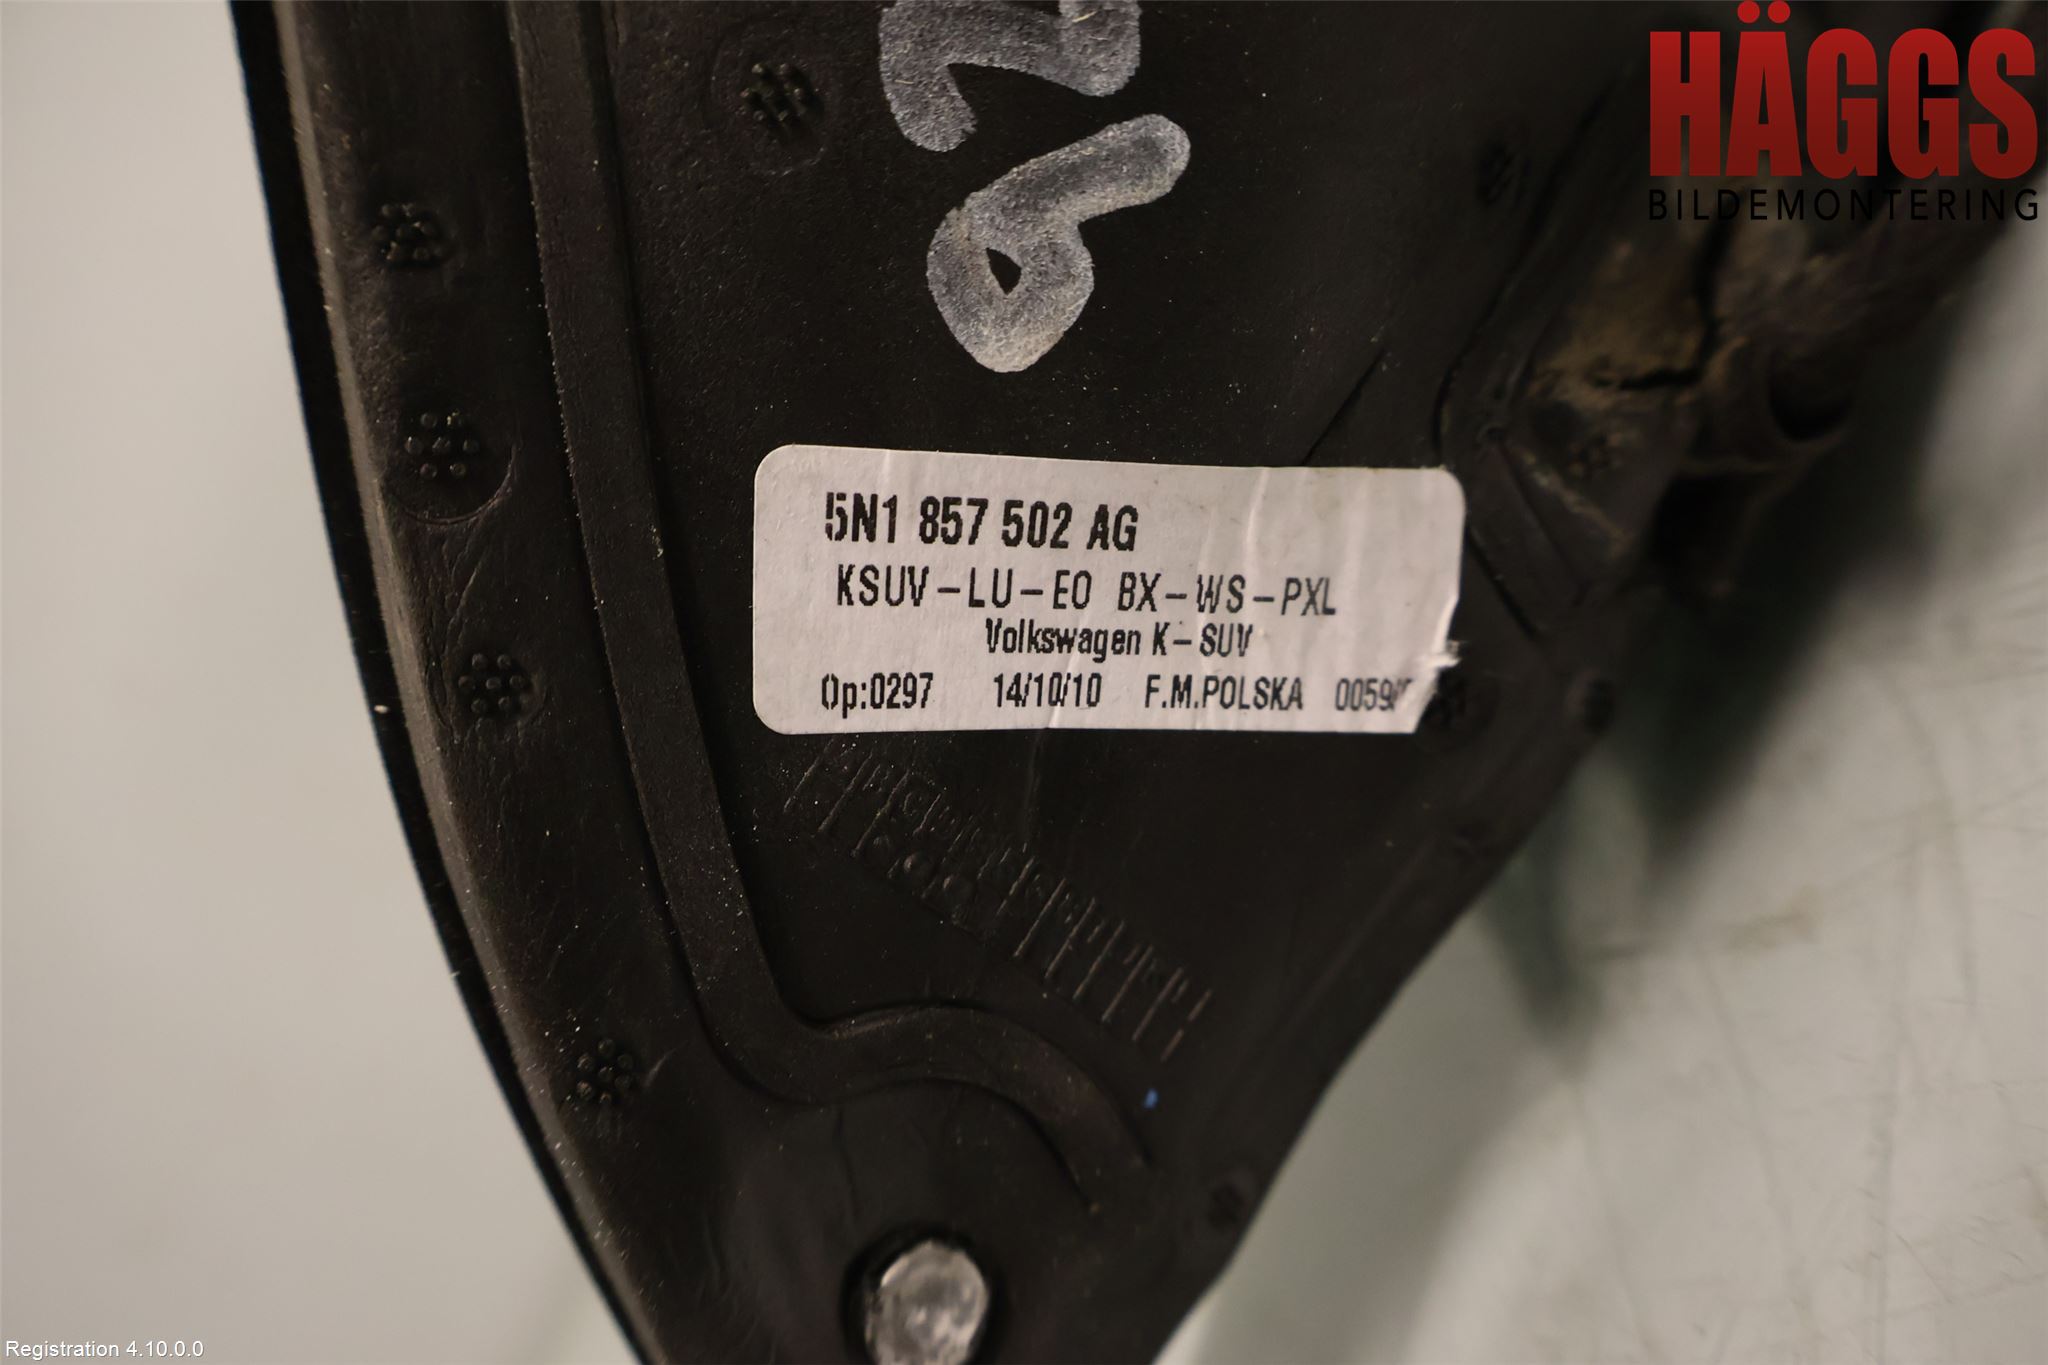 HÄGGS
BILDEMONTERING
5N1 857 502 AG
KSUV-LU-EO BX-WS-PXL
Volkswagen K-SUV
Op:0297 14/10/10 F.M.POLSKA
Registration 4.10.0.0